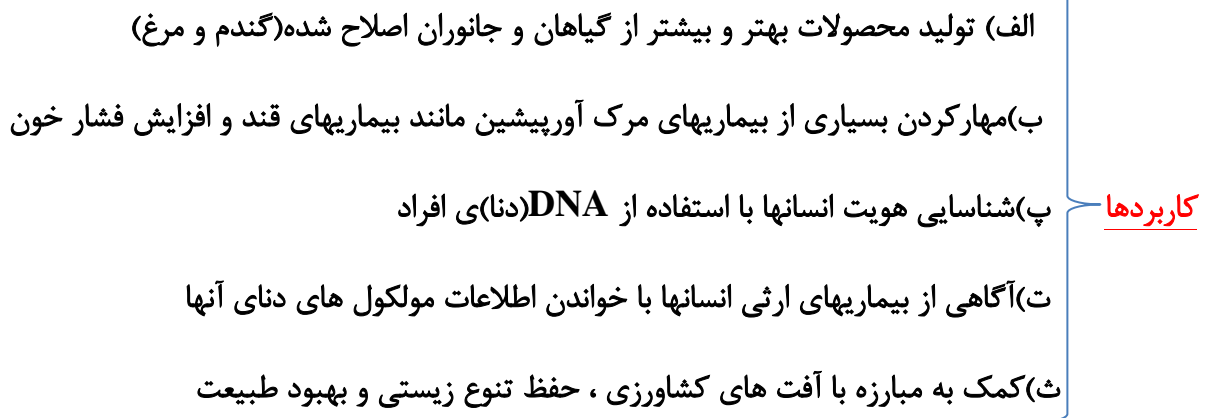 الف) تولید محصولات بهتر و بیشتر از گیاهان و جانوران اصلاح شده(گندم و مرغ)
ب)مهارکردن بسیاری از بیماریهای مرک آورپیشین مانند بیماریهای قند و افزایش فشار خون
کاربردها
پ)شناسایی هویت انسانها با استفاده از DNA(دنا)ی افراد
ت)آگاهی از بیماریهای ارثی انسانها با خواندن اطلاعات مولکول های دنای آنها
ث)کمک به مبارزه با آفت های کشاورزی ، حفظ تنوع زیستی و بهبود طبیعت